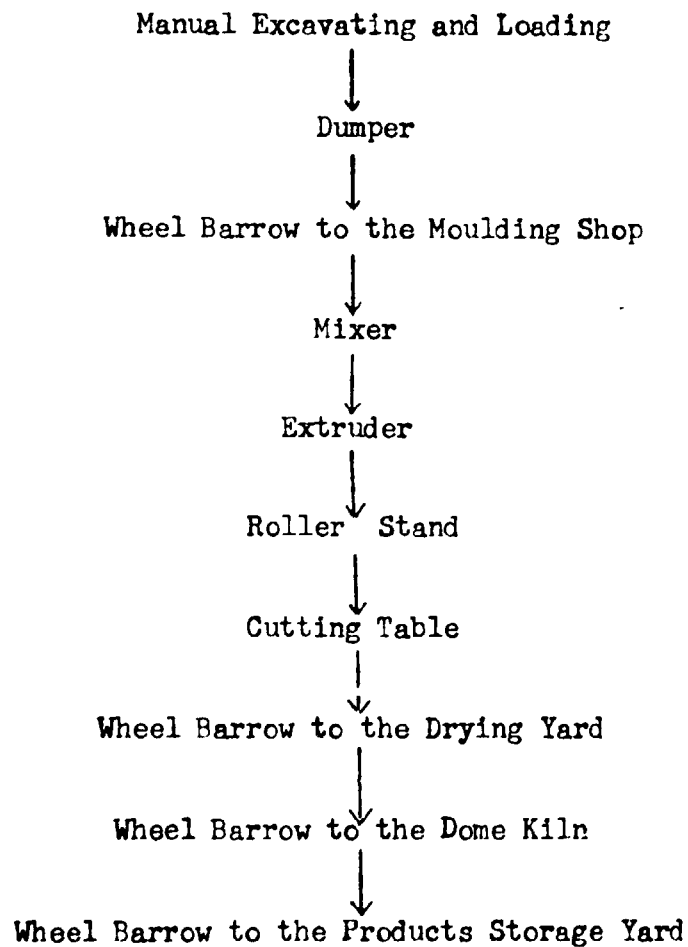 Manual Excavating and Loading
Dumper
Wheel Barrow to the Moulding Shop
Mixer
Extruder
Roller Stand
Cutting Table
Wheel Barrow to the Drying Yard
Wheel Barrow to the Dome Kiln
Wheel Barrow to the Products Storage Yard